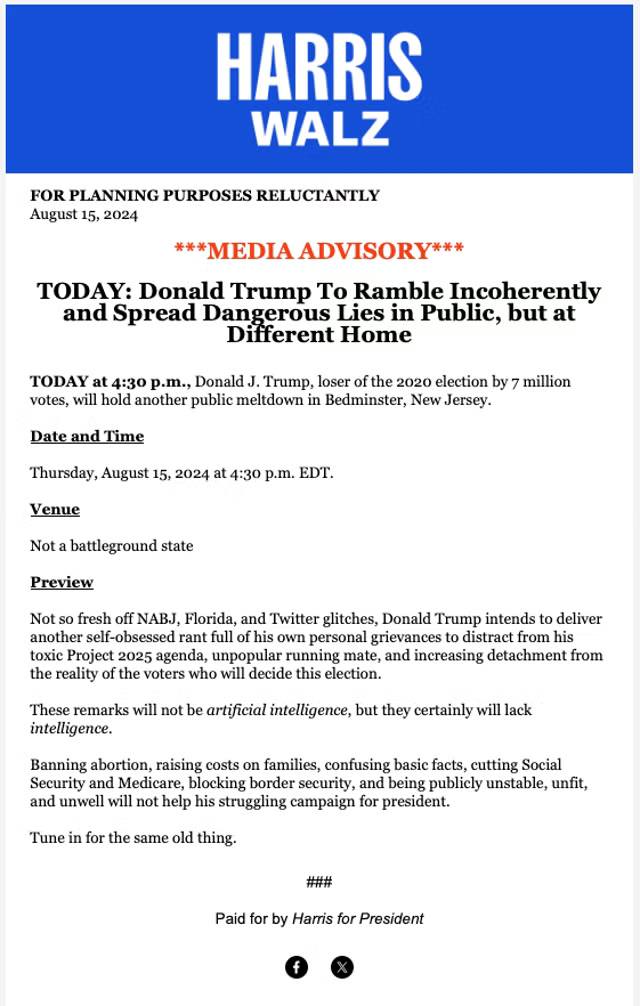 HARRIS
WALZ
FOR PLANNING PURPOSES RELUCTANTLY
August 15, 2024
***MEDIA ADVISORY***
TODAY: Donald Trump To Ramble Incoherently
and Spread Dangerous Lies in Public, but at
Different Home
TODAY at 4:30 p.m., Donald J. Trump, loser of the 2020 election by 7 million
votes, will hold another public meltdown in Bedminster, New Jersey.
Date and Time
Thursday, August 15, 2024 at 4:30 p.m. EDT.
Venue
Not a battleground state
Preview
Not so fresh off NABJ, Florida, and Twitter glitches, Donald Trump intends to deliver
another self-obsessed rant full of his own personal grievances to distract from his
toxic Project 2025 agenda, unpopular running mate, and increasing detachment from
the reality of the voters who will decide this election.
These remarks will not be artificial intelligence, but they certainly will lack
intelligence.
Banning abortion, raising costs on families, confusing basic facts, cutting Social
Security and Medicare, blocking border security, and being publicly unstable, unfit,
and unwell will not help his struggling campaign for president.
Tune in for the same old thing.
###
Paid for by Harris for President